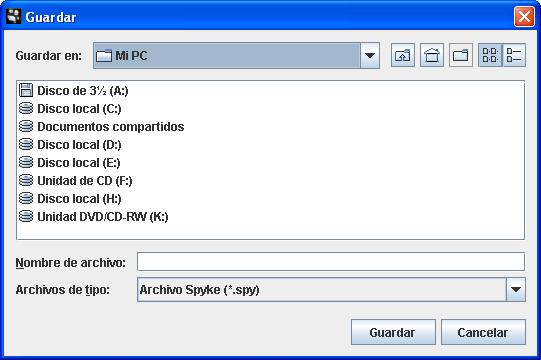 Guardar
Guardar en: Mi PC
Disco de 3½ (A:)
Disco local (C:)
Documentos compartidos
Disco local (D:)
Disco local (E:)
Unidad de CD (F:)
Disco local (H:)
Unidad DVD/CD-RW (K:)
Nombre de archivo:
Archivos de tipo: Archivo Spyke (*.spy)
Guardar Cancelar